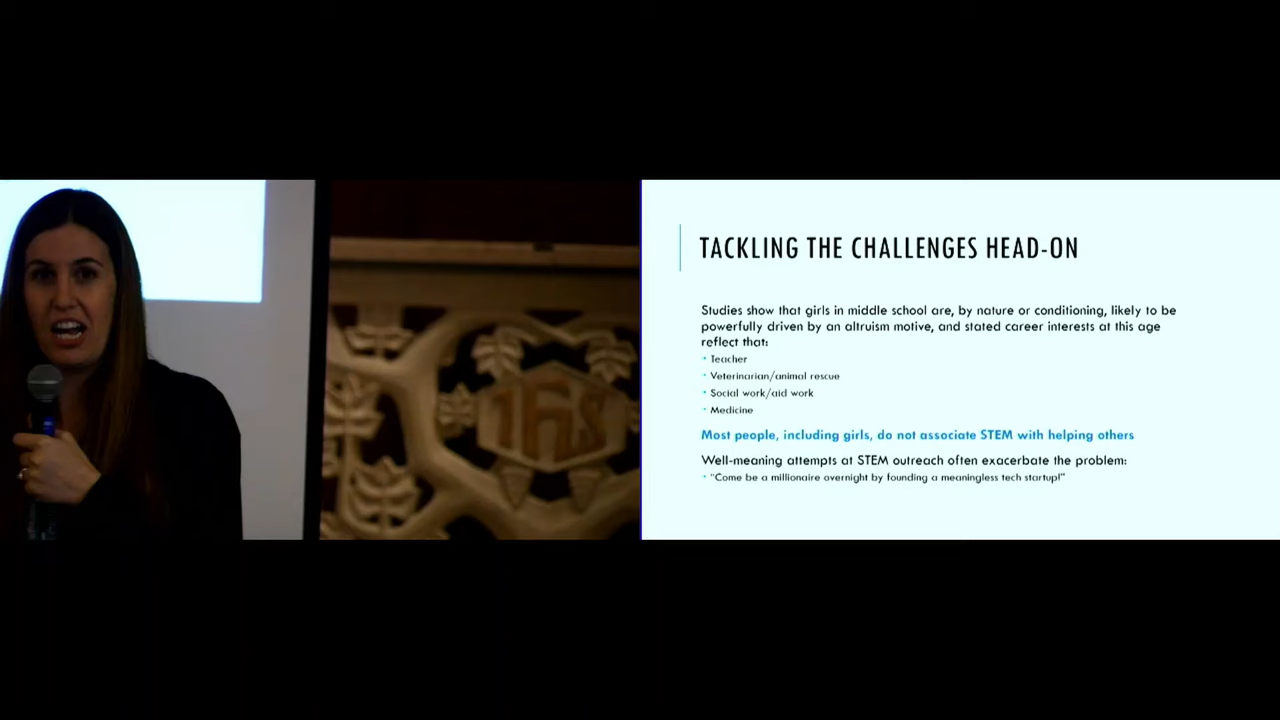 IHS
TACKLING THE CHALLENGES HEAD-ON
Studies show that girls in middle school are, by nature or conditioning, likely to be
powerfully driven by an altruism motive, and stated career interests at this age
reflect that:
Teacher
Veterinarian/animal rescue
Social work/aid work
Medicine
Most people, including girls, do not associate STEM with helping others
Well-meaning attempts at STEM outreach often exacerbate the problem:
"Come be a millionaire overnight by founding a meaningless tech startup!"